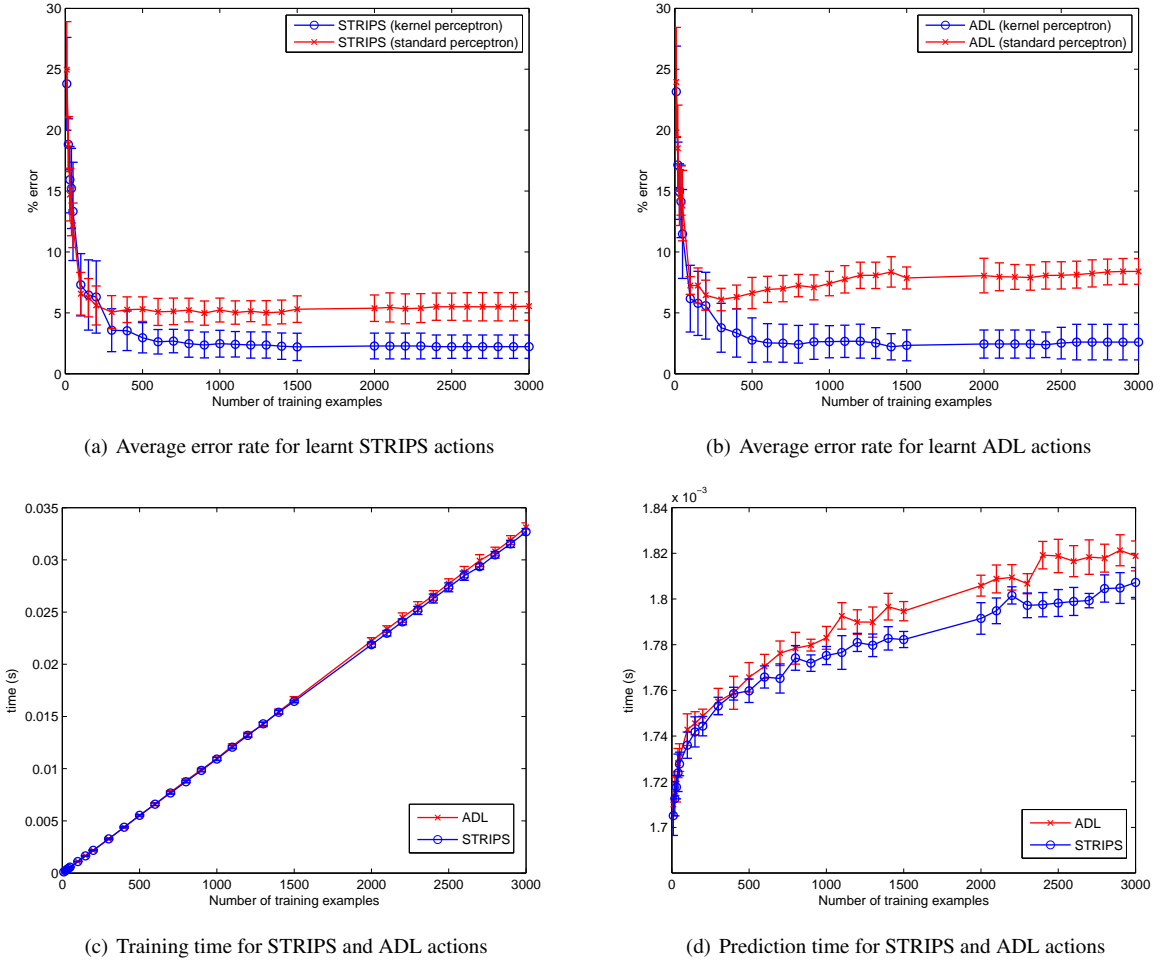 STRIPS (kernel perceptron)
STRIPS (standard perceptron)
30
25
20
15
10
5
0
% error
0 500 1000 1500 2000 2500 3000
Number of training examples
(a) Average error rate for learnt STRIPS actions
ADL (kernel perceptron)
ADL (standard perceptron)
30
25
20
15
10
5
0
% error
0 500 1000 1500 2000 2500 3000
Number of training examples
(b) Average error rate for learnt ADL actions
0.035
0.03
0.025
0.02
0.015
0.01
0.005
0
time (s)
ADL
STRIPS
0 500 1000 1500 2000 2500 3000
Number of training examples
(c) Training time for STRIPS and ADL actions
x 10⁻³
1.84
1.82
1.8
1.78
1.76
1.74
1.72
1.7
time (s)
ADL
STRIPS
0 500 1000 1500 2000 2500 3000
Number of training examples
(d) Prediction time for STRIPS and ADL actions